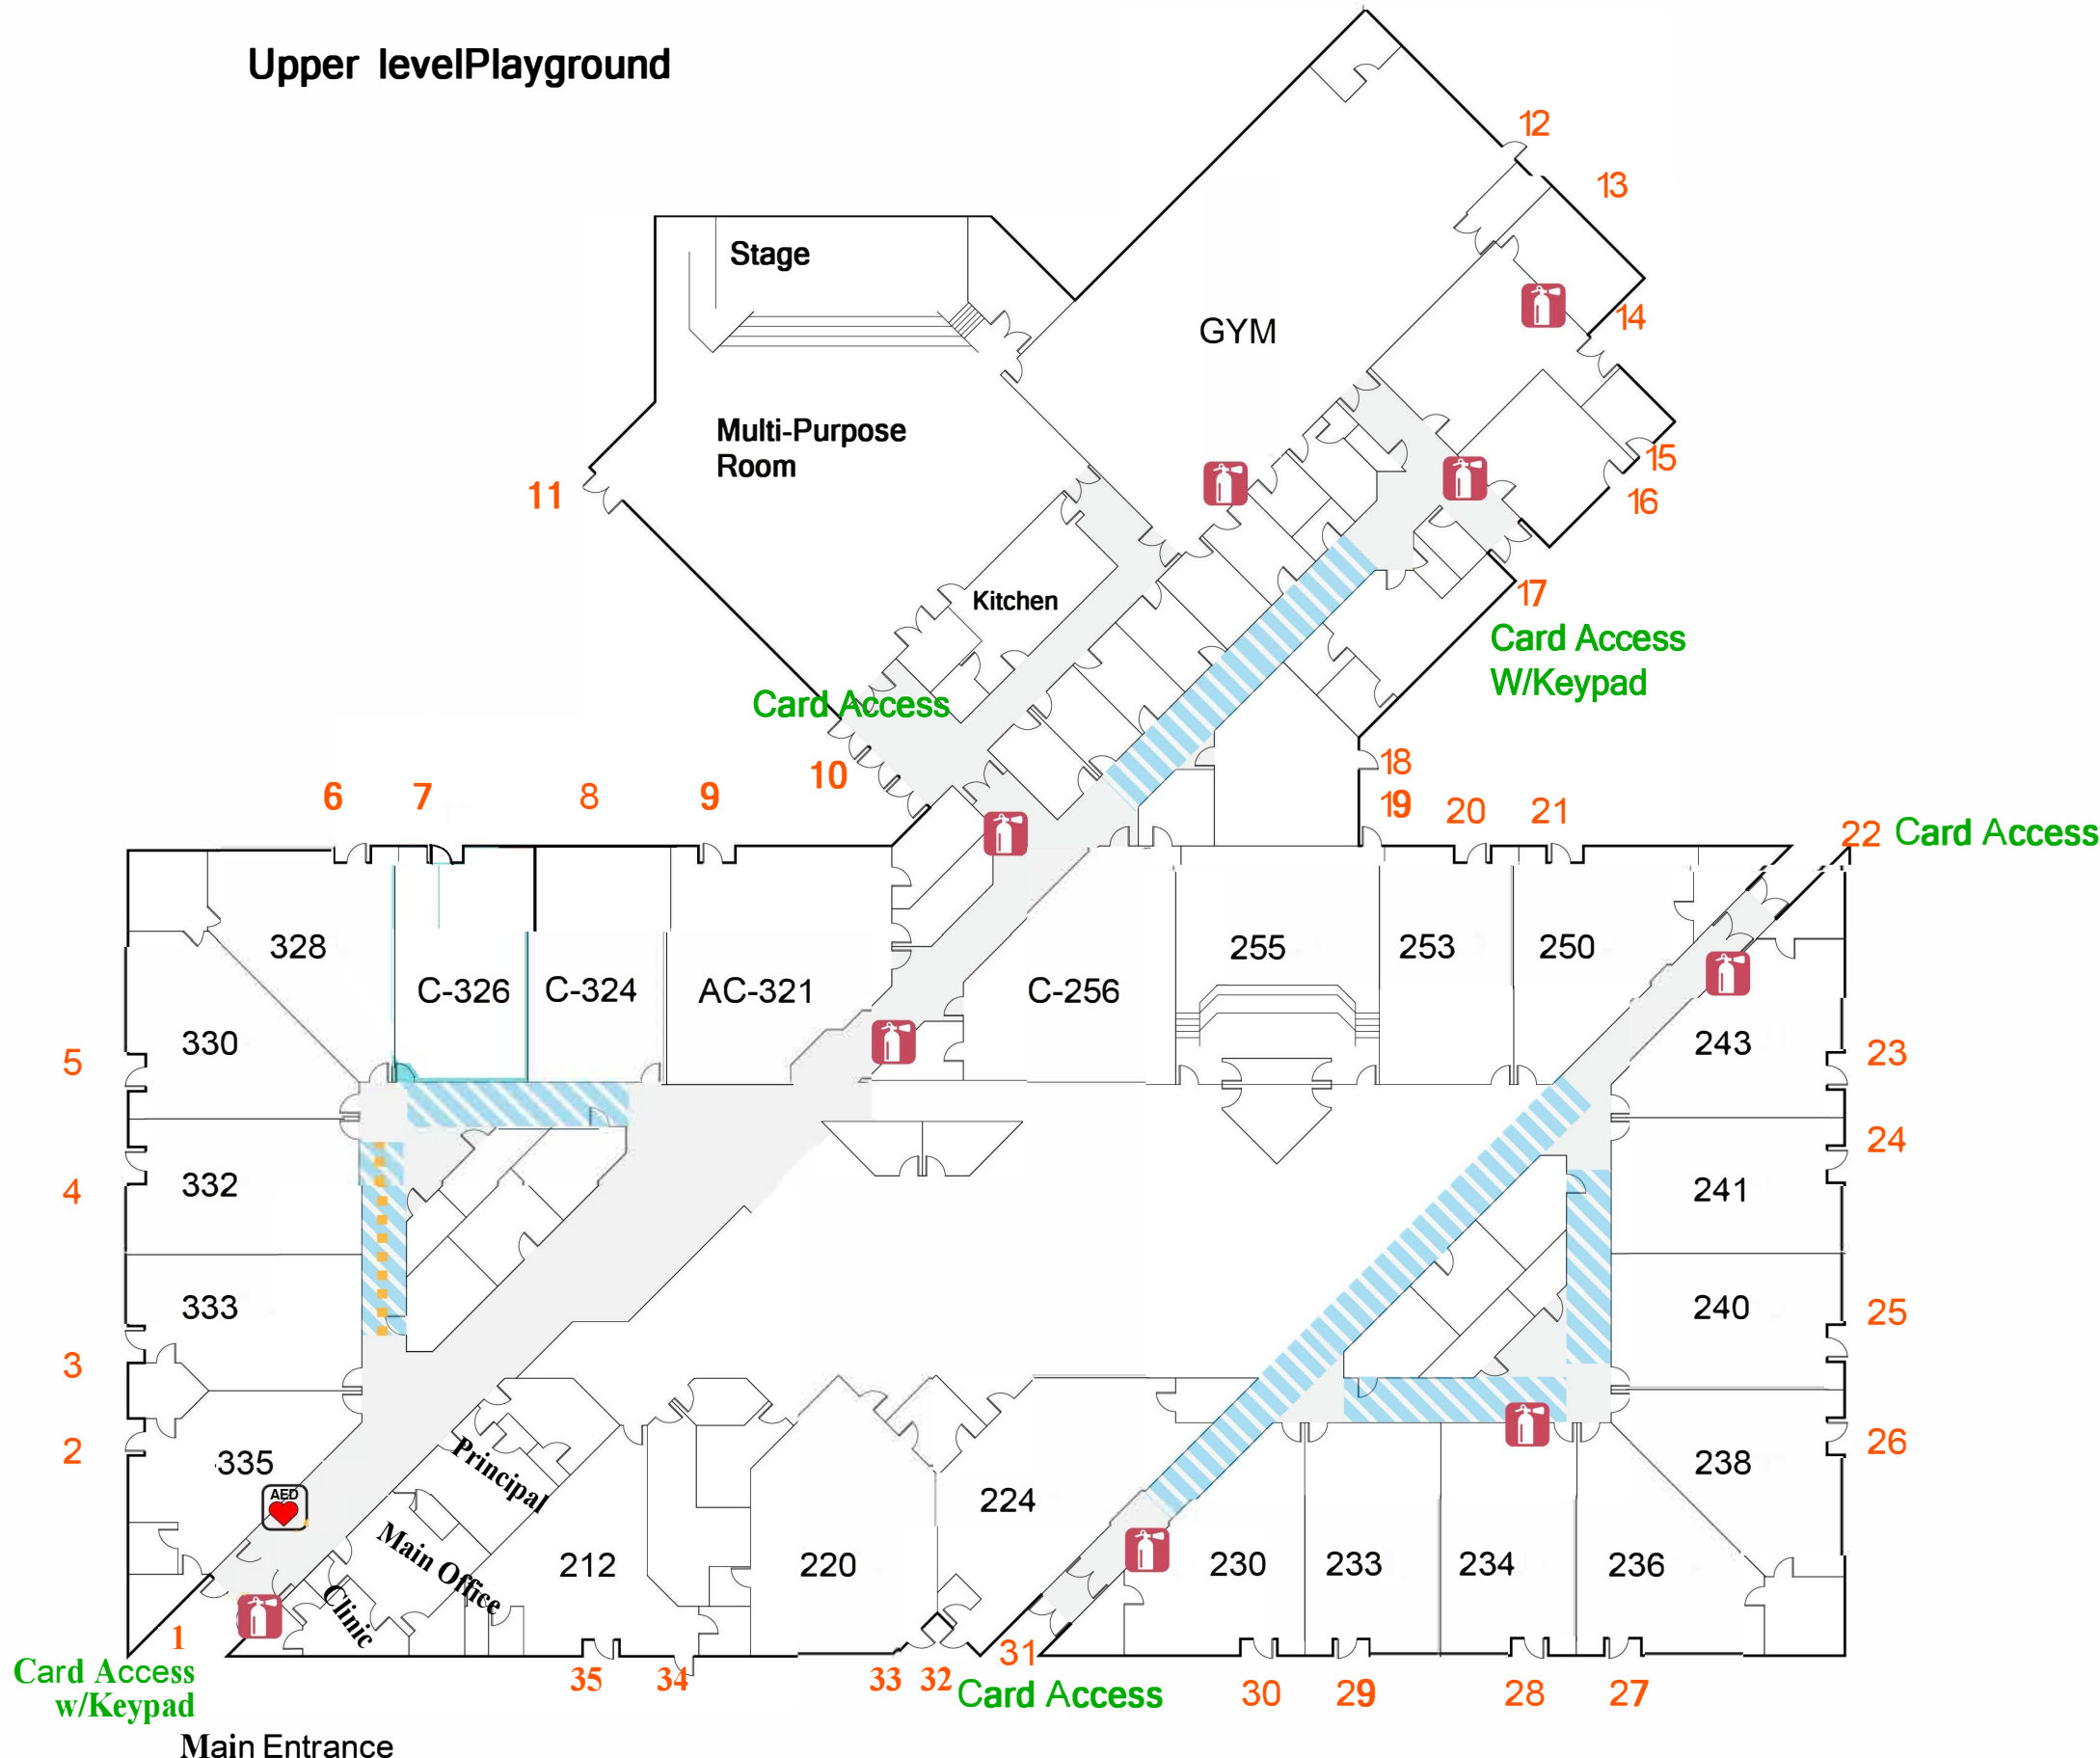 Upper levelPlayground
12
13
Stage
14
GYM
Multi-Purpose
Room
15
11
16
Kitchen
17
Card Access
W/Keypad
Card Access
10
18
6
7
8
9
19
20
21
22 Card Access
328
255
253
250
C-326
C-324
AC-321
C-256
330
243
5
23
24
4
332
241
333
240
25
3
2
335
Principal
26
238
AED
224
Main Office
212
220
230
233
234
236
Clinic
1
31
Card Access
w/Keypad
35
34
33
32
Card Access
30
29
28
27
Main Entrance